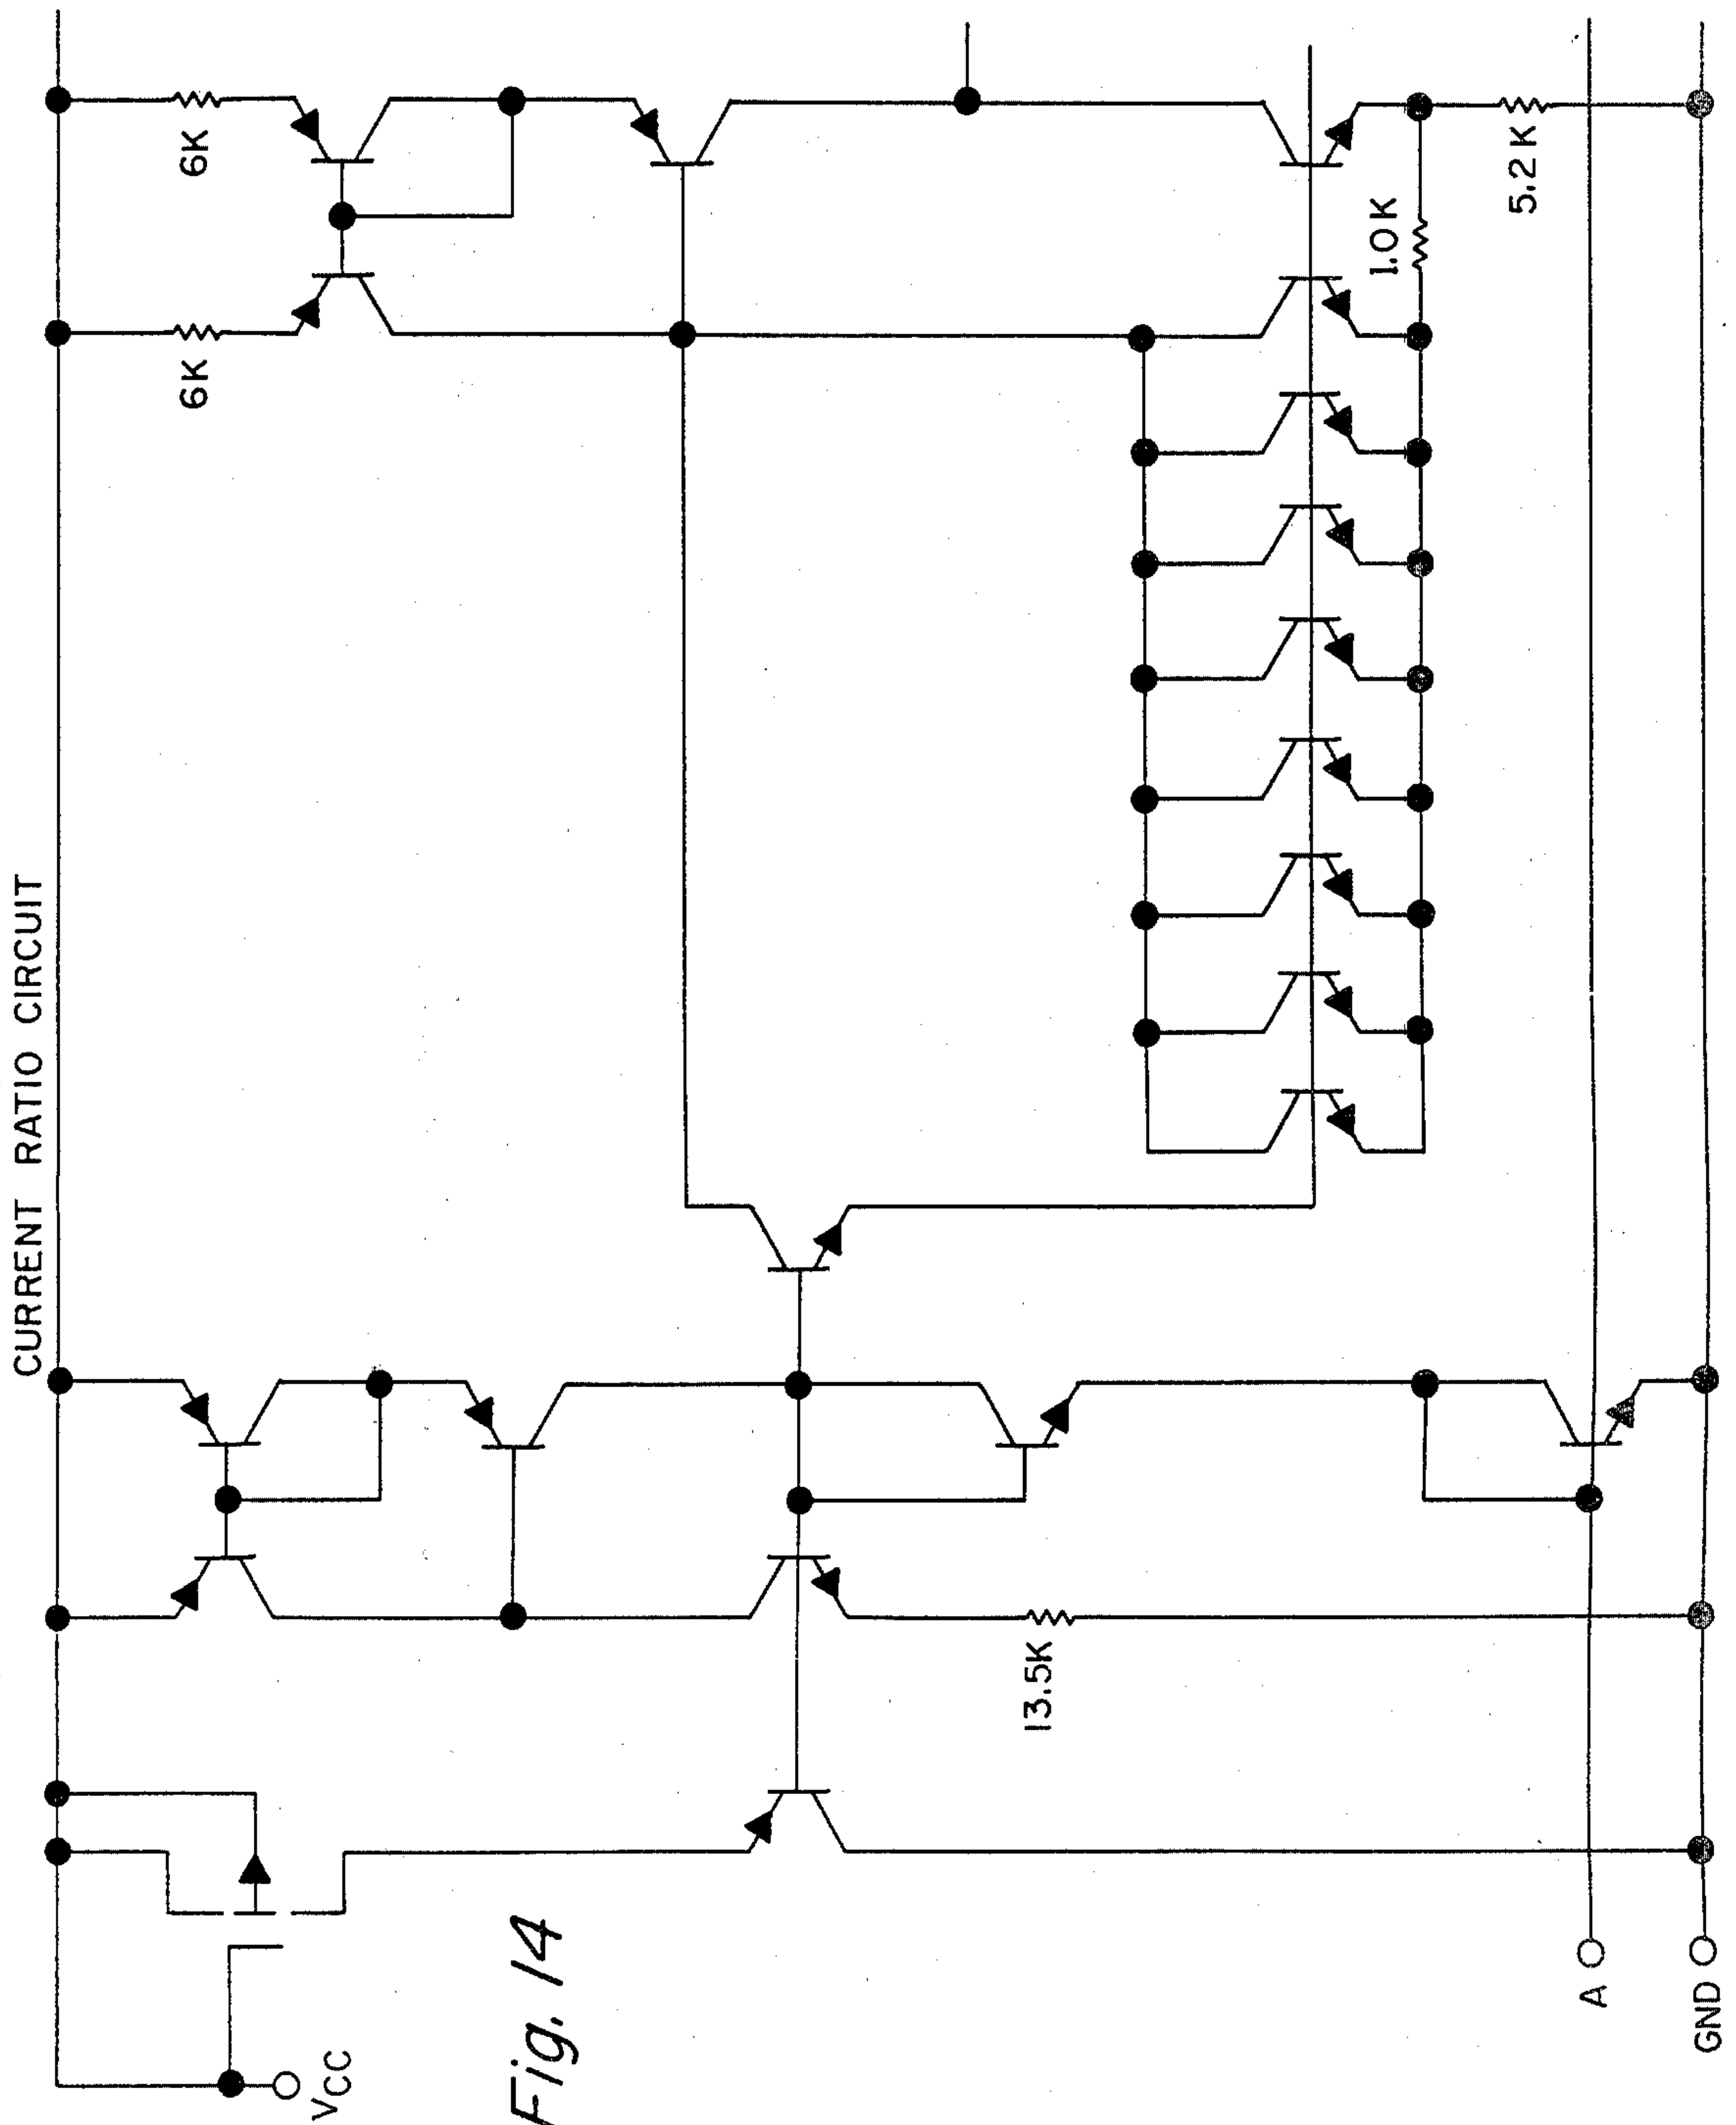 CURRENT RATIO CIRCUIT
6K
6K
5.2K
1.0K
13.5K
Fig. 14
VCC
A
GND